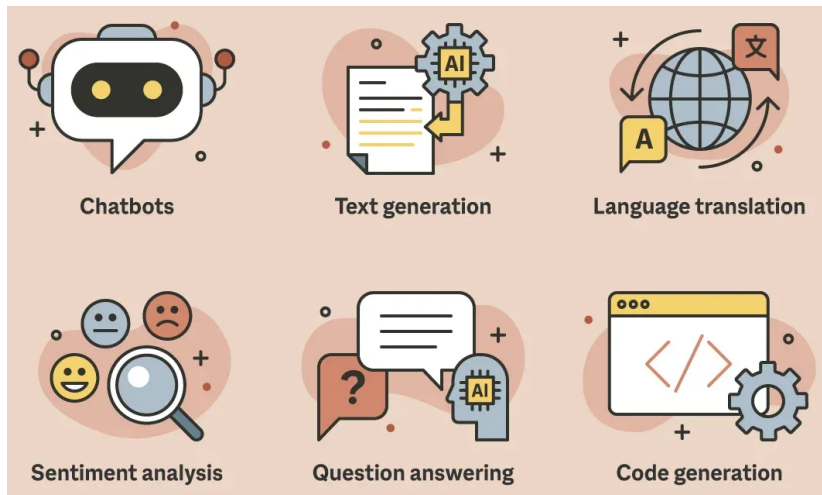 AI
文
A
Chatbots
Text generation
Language translation
?
AI
</>
Sentiment analysis
Question answering
Code generation